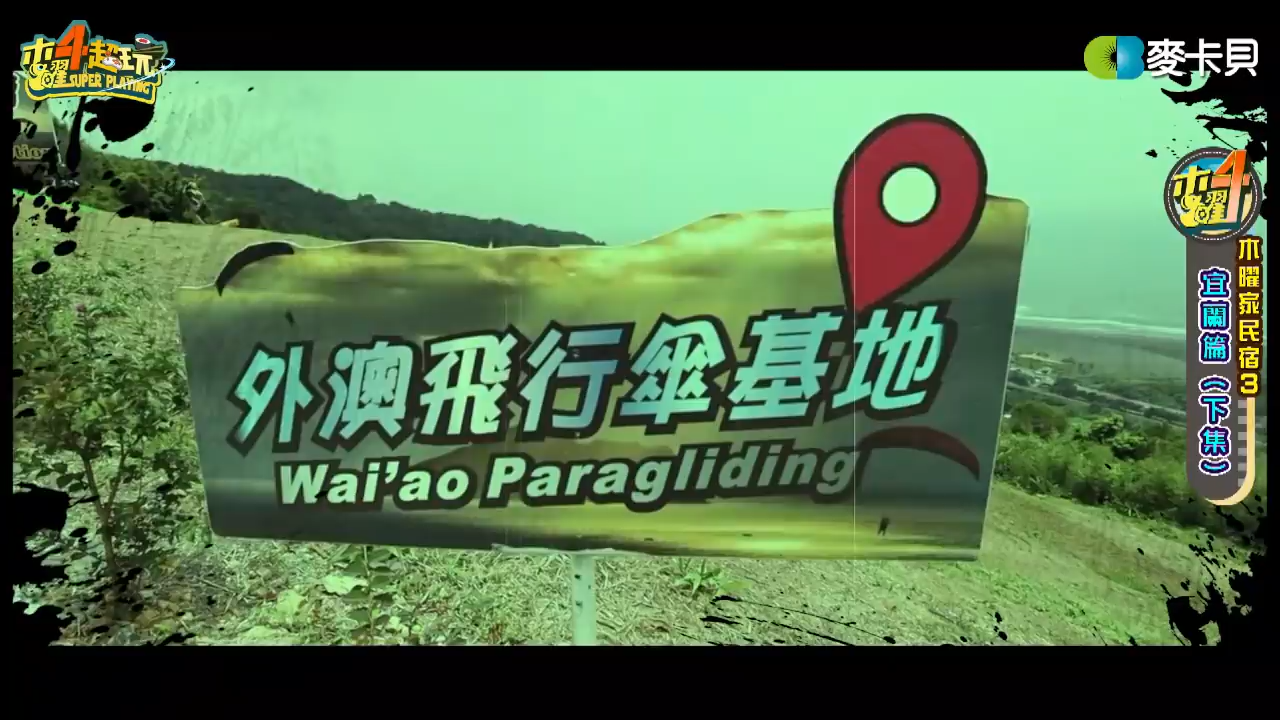 木曜4超玩
SUPER PLAYING
麥卡貝
木曜4
木曜家民宿3
宜蘭篇（下集）
外澳飛行傘基地
Wai'ao Paragliding